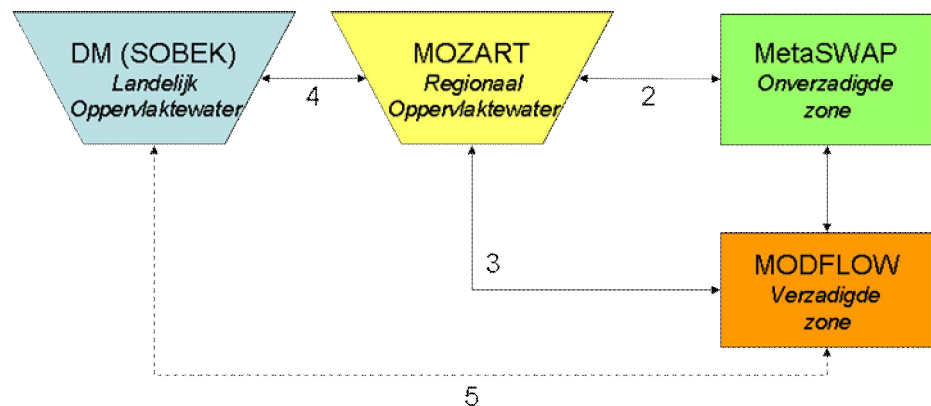 DM (SOBEK)
Landelijk
Oppervlaktewater
MOZART
Regionaal
Oppervlaktewater
MetaSWAP
Onverzadigde
zone
4
2
3
MODFLOW
Verzadigde
zone
5